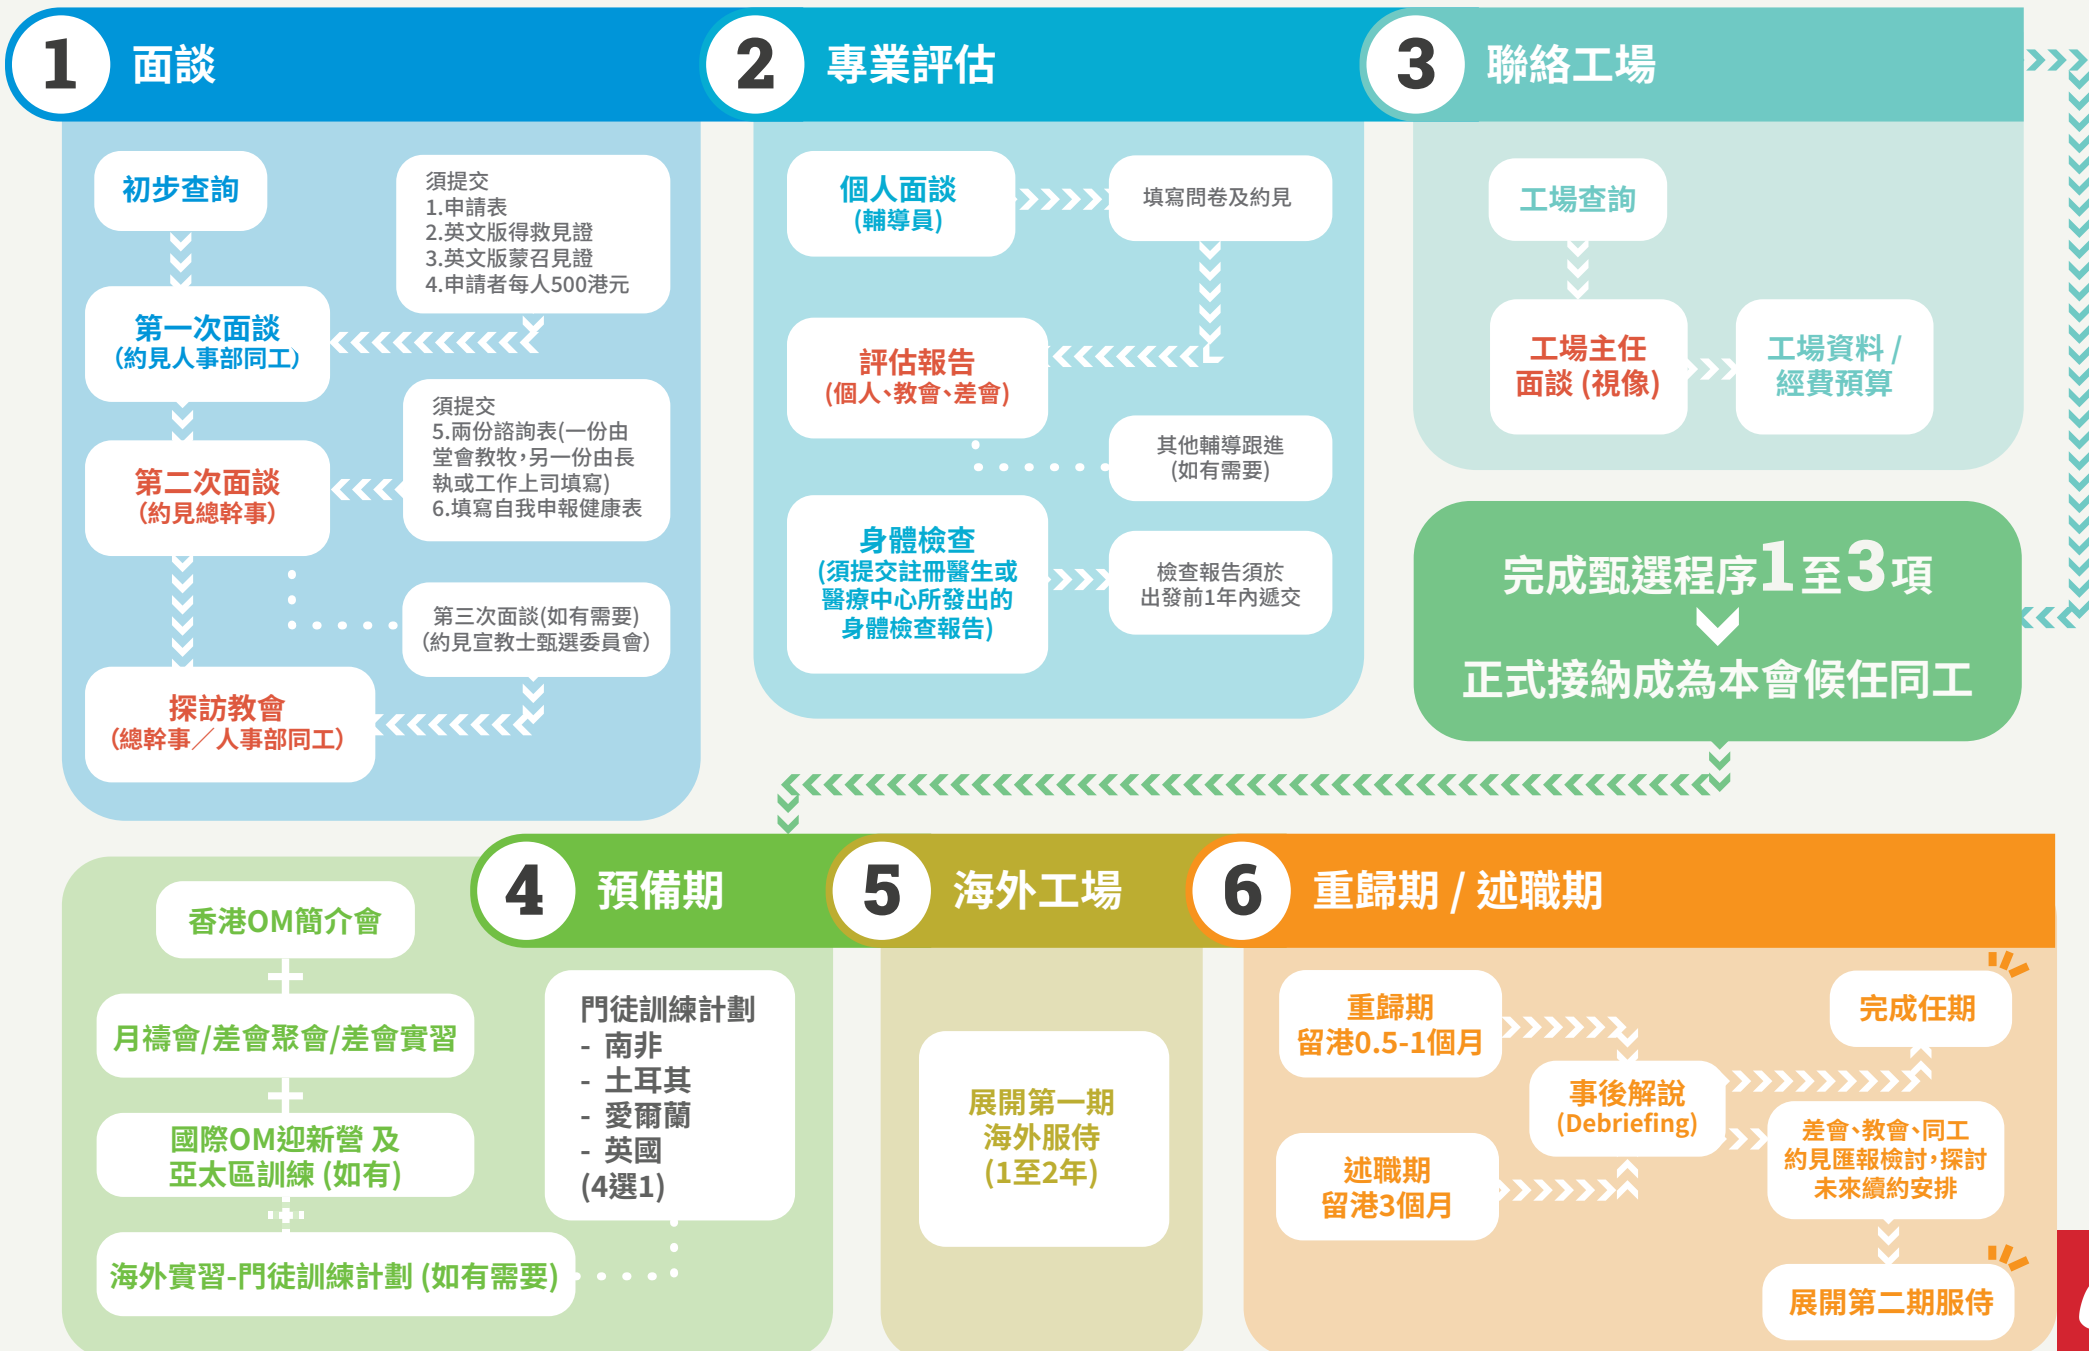 1 面談
初步查詢
須提交
1.申請表
2.英文版得救見證
3.英文版蒙召見證
4.申請者每人500港元
第一次面談
(約見人事部同工)
須提交
5.兩份諮詢表(一份由
堂會教牧,另一份由長
執或工作上司填寫)
6.填寫自我申報健康表
第二次面談
(約見總幹事)
第三次面談(如有需要)
(約見宣教士甄選委員會)
探訪教會
(總幹事／人事部同工)
2 專業評估
個人面談
(輔導員)
填寫問卷及約見
評估報告
(個人、教會、差會)
其他輔導跟進
(如有需要)
身體檢查
(須提交註冊醫生或
醫療中心所發出的
身體檢查報告)
檢查報告須於
出發前1年內遞交
3 聯絡工場
工場查詢
工場主任
面談 (視像)
工場資料 /
經費預算
完成甄選程序1至3項
正式接納成為本會候任同工
4 預備期
香港OM簡介會
月禱會/差會聚會/差會實習
國際OM迎新營 及
亞太區訓練 (如有)
海外實習-門徒訓練計劃 (如有需要)
門徒訓練計劃
- 南非
- 土耳其
- 愛爾蘭
- 英國
(4選1)
5 海外工場
展開第一期
海外服侍
(1至2年)
6 重歸期 / 述職期
重歸期
留港0.5-1個月
述職期
留港3個月
事後解說
(Debriefing)
完成任期
差會、教會、同工
約見匯報檢討,探討
未來續約安排
展開第二期服侍